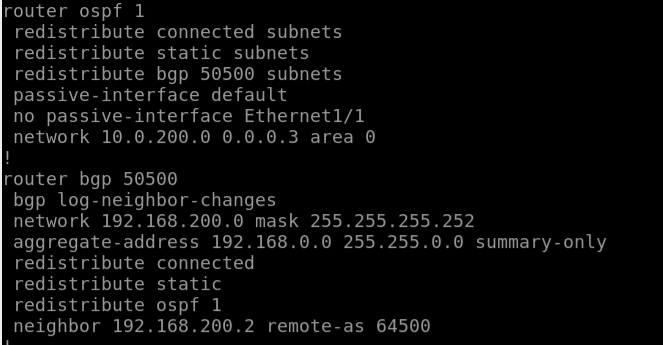 router ospf 1
 redistribute connected subnets
 redistribute static subnets
 redistribute bgp 50500 subnets
 passive-interface default
 no passive-interface Ethernet1/1
 network 10.0.200.0 0.0.0.3 area 0
!
router bgp 50500
 bgp log-neighbor-changes
 network 192.168.200.0 mask 255.255.255.252
 aggregate-address 192.168.0.0 255.255.0.0 summary-only
 redistribute connected
 redistribute static
 redistribute ospf 1
 neighbor 192.168.200.2 remote-as 64500
!